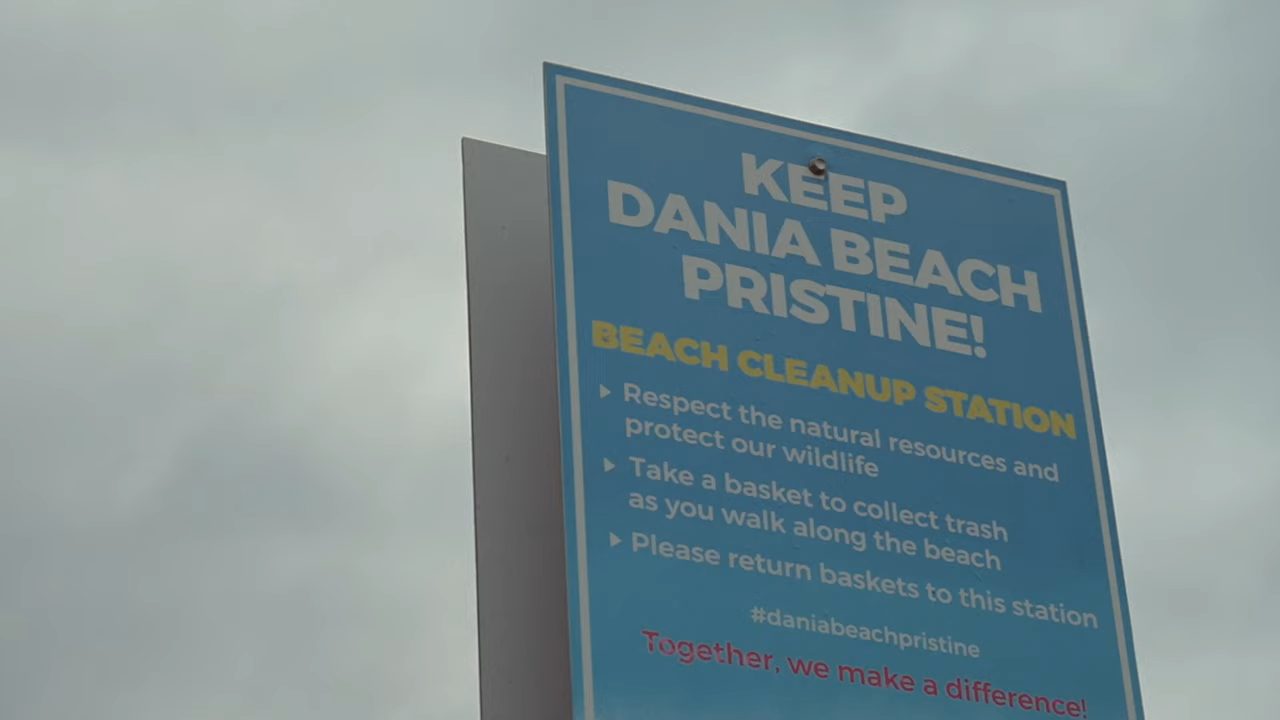 KEEP
DANIA BEACH
PRISTINE!
BEACH CLEANUP STATION
Respect the natural resources and
protect our wildlife
Take a basket to collect trash
as you walk along the beach
Please return baskets to this station
#daniabeachpristine
Together, we make a difference!